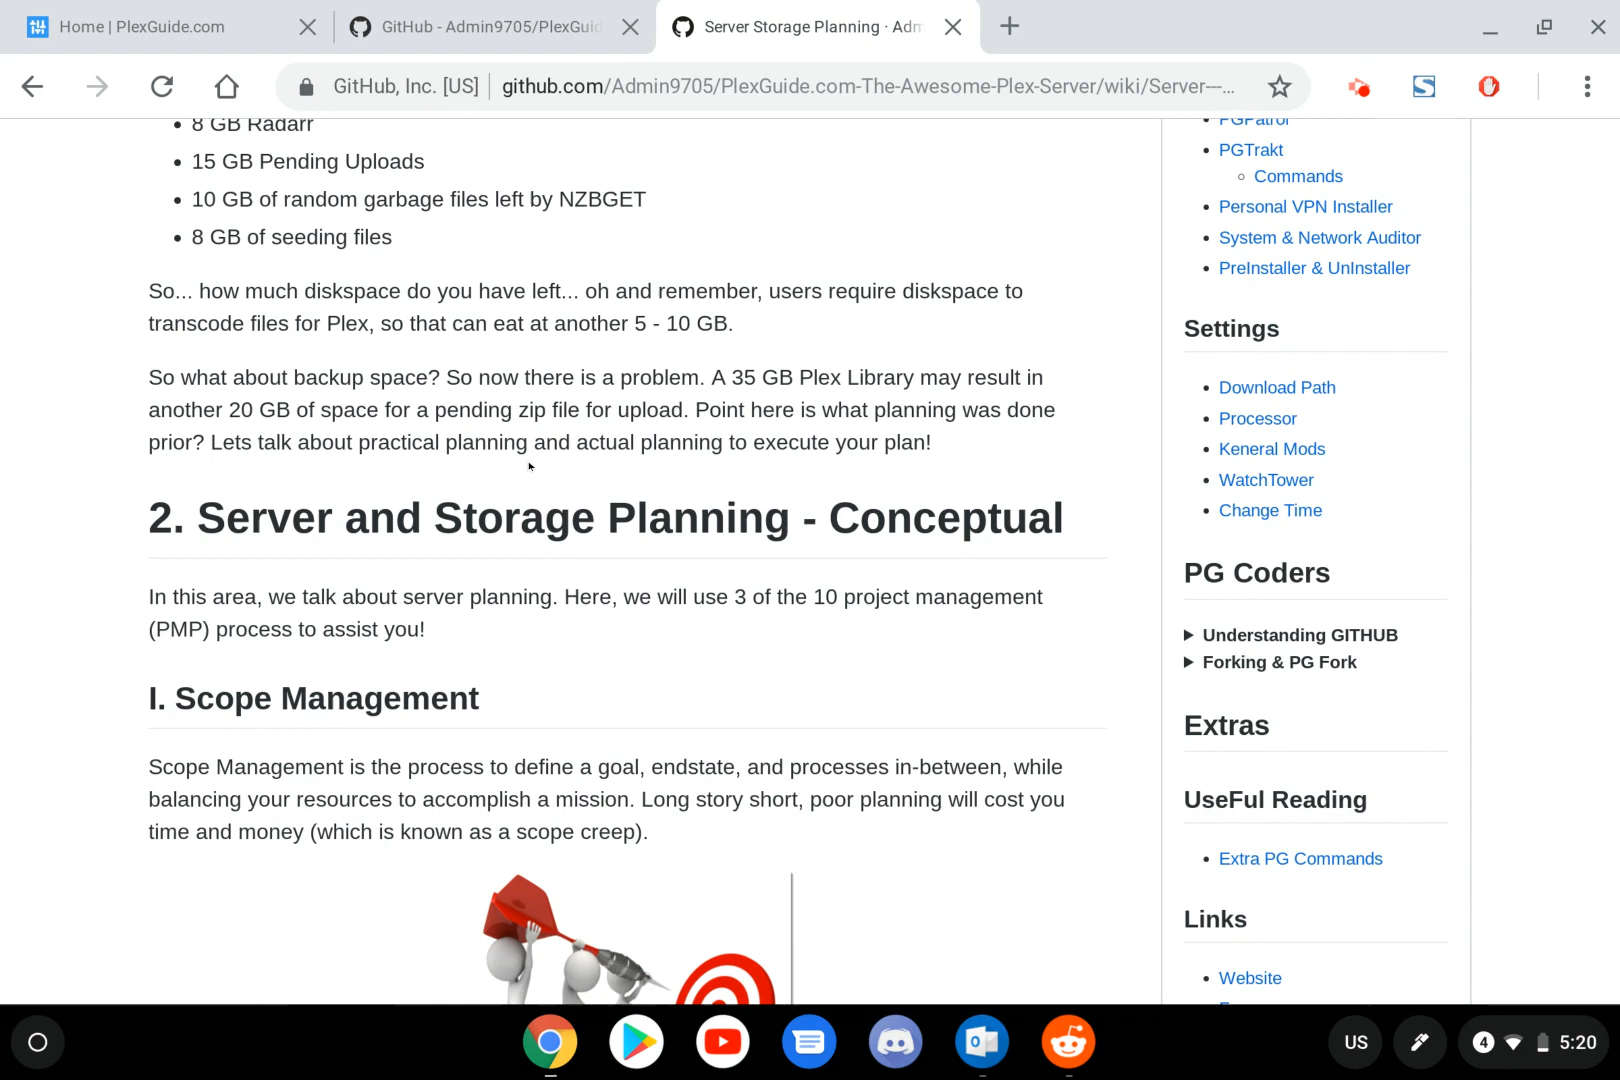 Home | PlexGuide.com
GitHub - Admin9705/PlexGuid
Server Storage Planning · Adm
GitHub, Inc. [US]
github.com/Admin9705/PlexGuide.com-The-Awesome-Plex-Server/wiki/Server---...
8 GB Radarr
15 GB Pending Uploads
10 GB of random garbage files left by NZBGET
8 GB of seeding files
So... how much diskspace do you have left... oh and remember, users require diskspace to
transcode files for Plex, so that can eat at another 5 - 10 GB.
So what about backup space? So now there is a problem. A 35 GB Plex Library may result in
another 20 GB of space for a pending zip file for upload. Point here is what planning was done
prior? Lets talk about practical planning and actual planning to execute your plan!
2. Server and Storage Planning - Conceptual
In this area, we talk about server planning. Here, we will use 3 of the 10 project management
(PMP) process to assist you!
I. Scope Management
Scope Management is the process to define a goal, endstate, and processes in-between, while
balancing your resources to accomplish a mission. Long story short, poor planning will cost you
time and money (which is known as a scope creep).
PGPatrol
PGTrakt
Commands
Personal VPN Installer
System & Network Auditor
PreInstaller & UnInstaller
Settings
Download Path
Processor
Keneral Mods
WatchTower
Change Time
PG Coders
Understanding GITHUB
Forking & PG Fork
Extras
UseFul Reading
Extra PG Commands
Links
Website
US
4
5:20